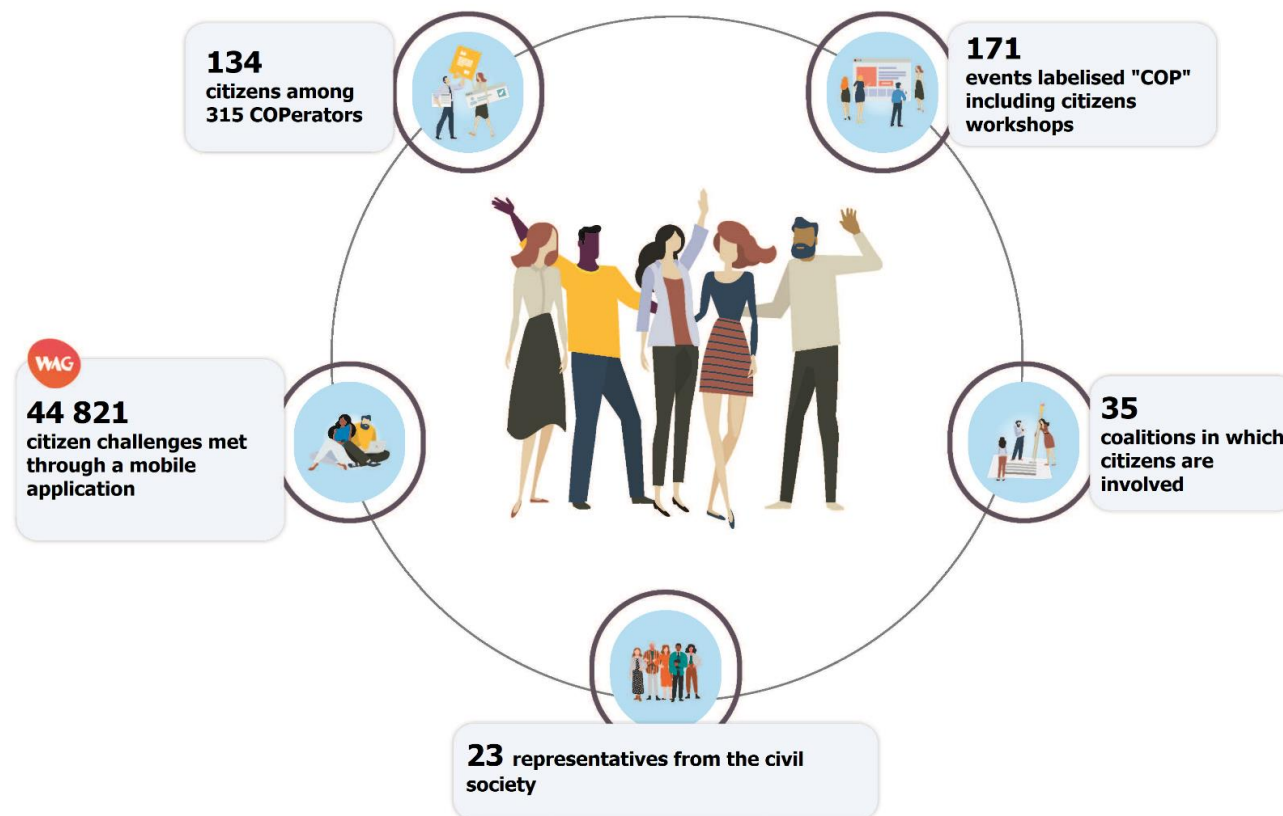 134
citizens among
315 COPerators
171
events labelised "COP"
including citizens
workshops
WAG
44 821
citizen challenges met
through a mobile
application
35
coalitions in which
citizens are
involved
23 representatives from the civil
society